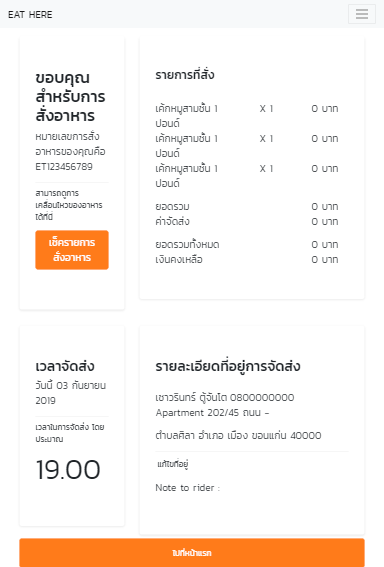 EAT HERE
ขอบคุณ
สำหรับการ
สั่งอาหาร
หมายเลขการสั่ง
อาหารของคุณคือ
ET123456789
สามารถดูการ
เคลื่อนไหวของอาหาร
ได้ที่นี่
เช็ครายการ
สั่งอาหาร
รายการที่สั่ง
เค้กหมูสามชั้น 1 X 1 0 บาท
ปอนด์
เค้กหมูสามชั้น 1 X 1 0 บาท
ปอนด์
เค้กหมูสามชั้น 1 X 1 0 บาท
ปอนด์
ยอดรวม 0 บาท
ค่าจัดส่ง 0 บาท
ยอดรวมทั้งหมด 0 บาท
เงินคงเหลือ 0 บาท
เวลาจัดส่ง
วันนี้ 03 กันยายน
2019
เวลาในการจัดส่ง โดย
ประมาณ
19.00
รายละเอียดที่อยู่การจัดส่ง
เชาวรินทร์ ตู้จันโต 0800000000
Apartment 202/45 ถนน -
ตำบลศิลา อำเภอ เมือง ขอนแก่น 40000
แก้ไขที่อยู่
Note to rider :
ไปที่หน้าแรก